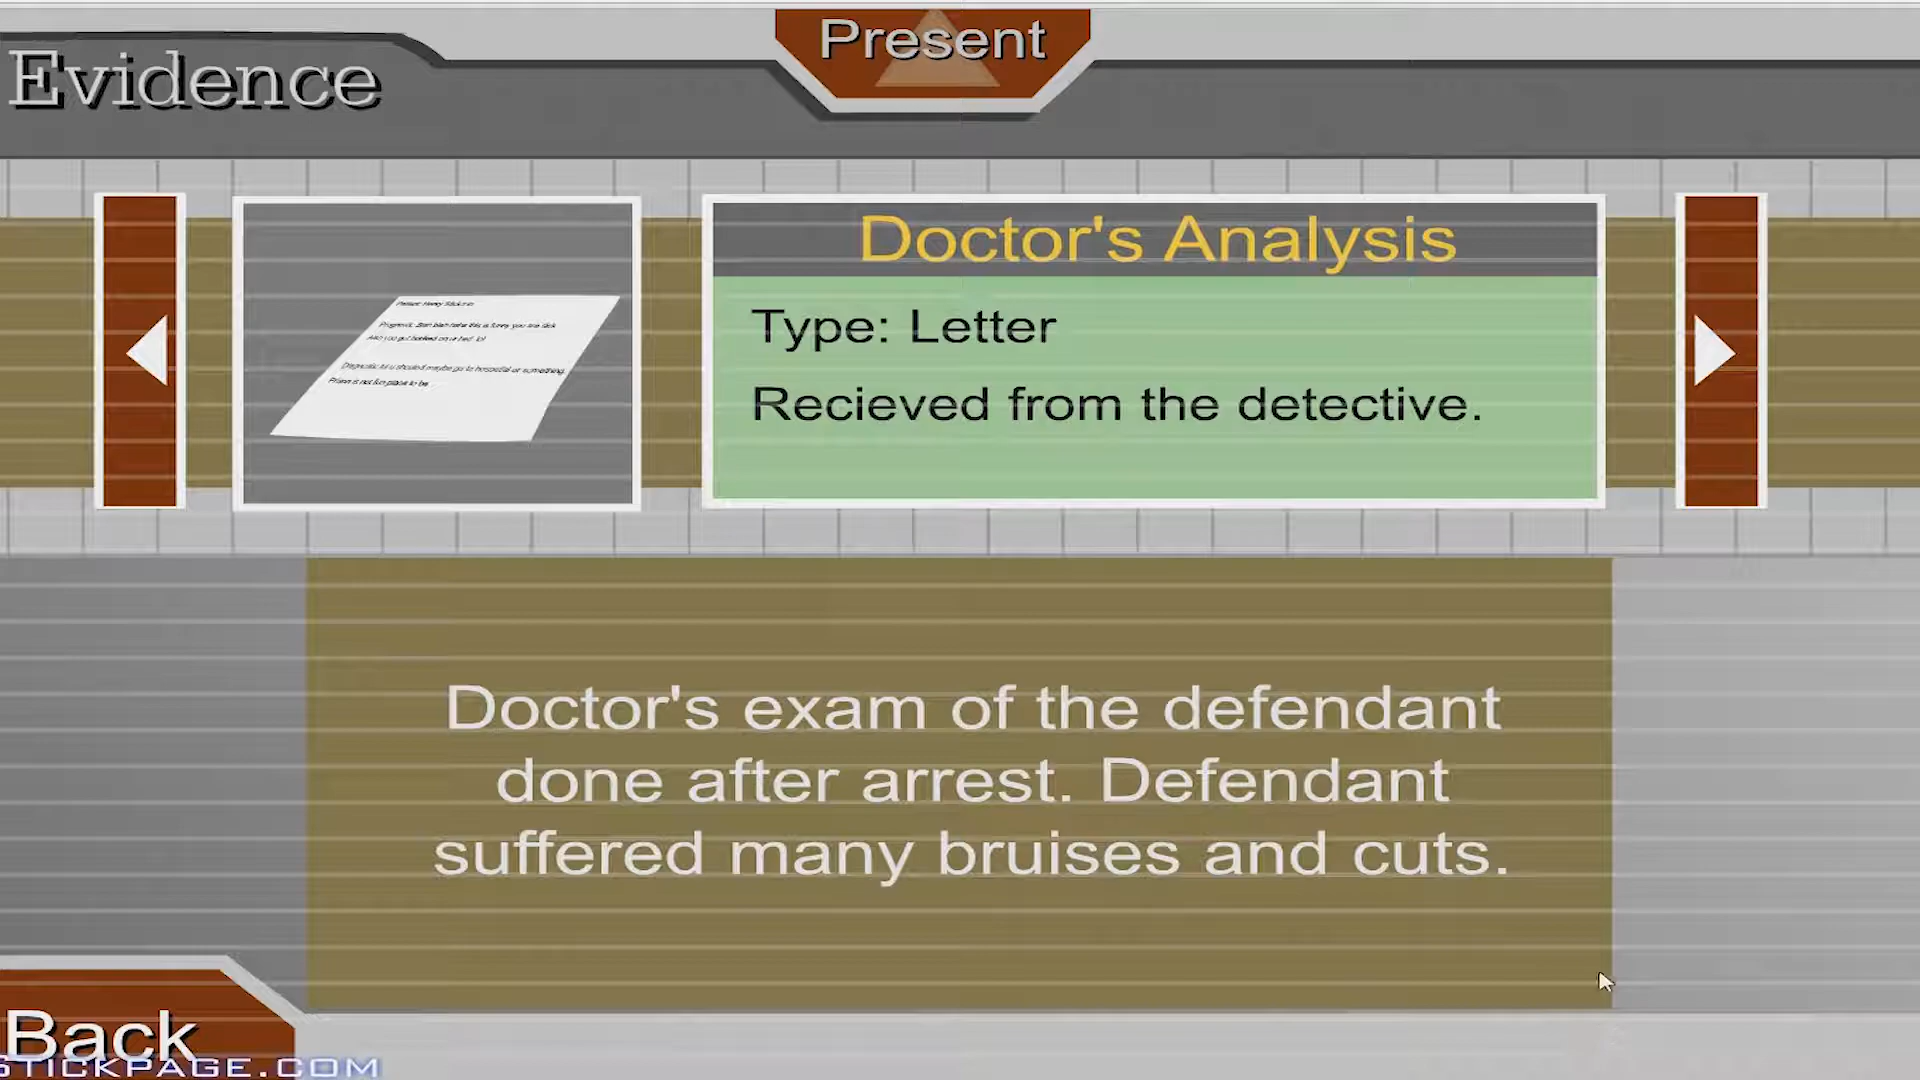 Present
Evidence
Doctor's Analysis
Type: Letter
Recieved from the detective.
Doctor's exam of the defendant
done after arrest. Defendant
suffered many bruises and cuts.
Back
STICKPAGE.COM